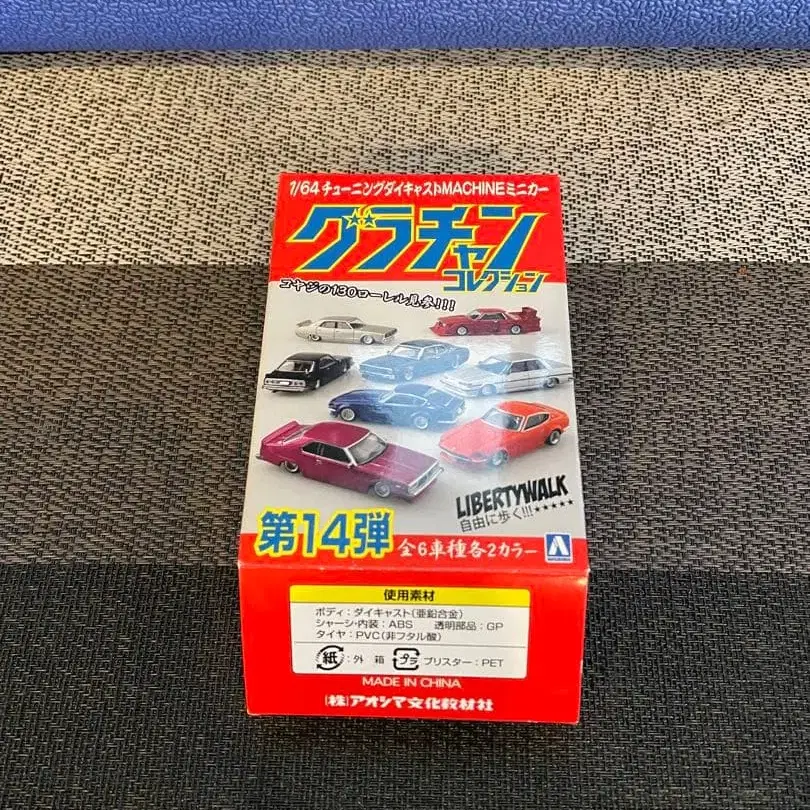 1/64 チューニングダイキャストMACHINEミニカー
グラチャン
コレクション
コヤジの130ローレル見参!!!
LIBERTYWALK
自由に歩く!!!★★★★★
第14弾
全6車種各2カラー
使用素材
ボディ：ダイキャスト(亜鉛合金)
シャーシ・内装：ABS 透明部品：GP
タイヤ：PVC(非フタル酸)
紙：外 箱 プラ ブリスター：PET
MADE IN CHINA
(株)アオシマ文化教材社